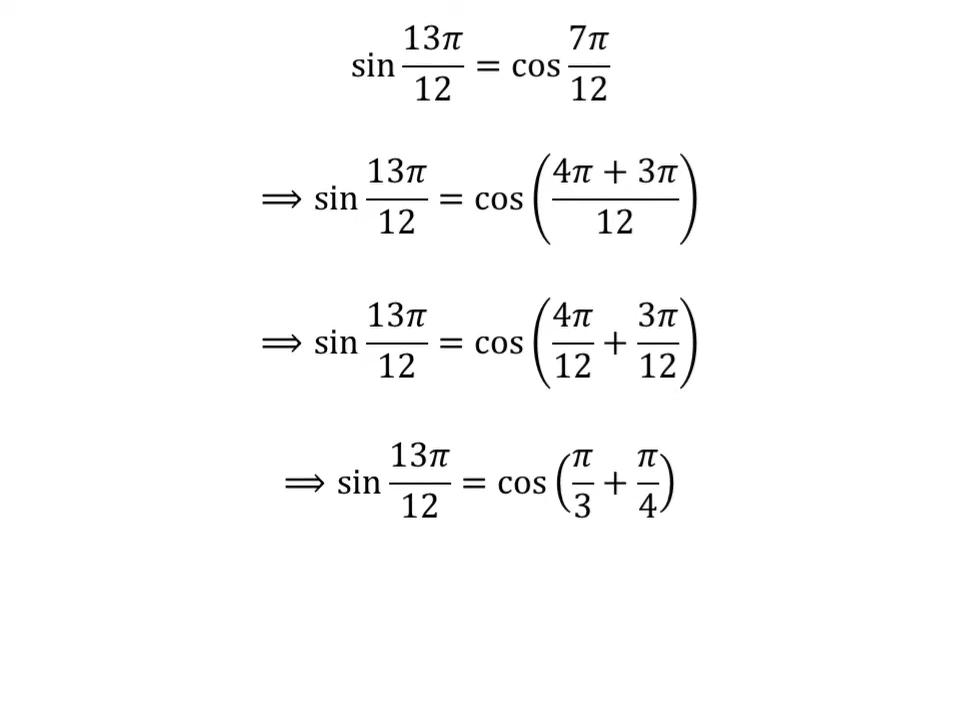 sin 13π/12 = cos 7π/12
⟹ sin 13π/12 = cos ((4π + 3π)/12)
⟹ sin 13π/12 = cos (4π/12 + 3π/12)
⟹ sin 13π/12 = cos (π/3 + π/4)